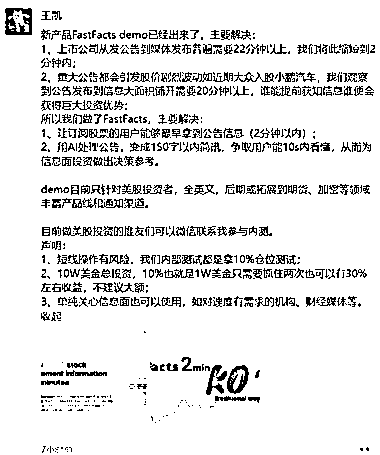 王凯
新产品FastFacts demo已经出来了，主要解决：
1、上市公司从发公告到媒体发布普遍需要22分钟以上，我们将此缩短到2
分钟内；
2、重大公告都会引发股价剧烈波动如近期大众入股小鹏汽车，我们观察
到公告发布到信息大面积铺开需要20分钟以上，谁能提前获知信息谁便会
获得巨大投资优势；
所以我们做了FastFacts，主要解决：
1、让订阅股票的用户能够最早拿到公告信息（2分钟以内）；
2、用AI处理公告，变成150字以内简讯，争取用户能10s内看懂，从而为
信息面投资做出决策参考。
demo目前只针对美股投资者，全英文，后期或拓展到期货、加密等领域
丰富产品线和通知渠道。
目前做美股投资的朋友们可以微信联系我参与内测。
声明：
1、短线操作有风险，我们内部测试都是拿10%仓位测试；
2、10W美金总投资，10%也就是1W美金只需要抓住两次也可以有30%
左右收益，不建议大额；
3、单纯关心信息面也可以使用，如对速度有需求的机构、财经媒体等。
收起
stock
acts 2min
ment information
minutes
KO
traditional way